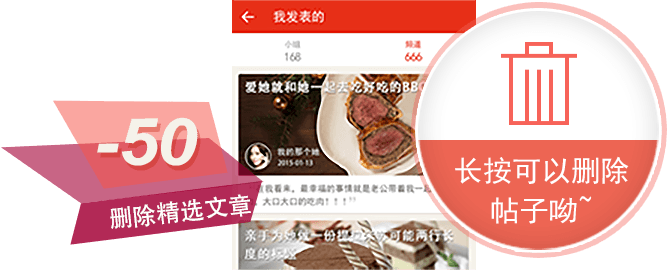 我发表的
小组
频道
168
666
爱她就和她一起去吃好吃的BBQ
我的那个她
2015-01-13
在我看来，最幸福的事情就是老公带着我一起
，大口大口的吃肉！！！
亲手为她做一份提拉米苏可能两行长
度的标题
-50
删除精选文章
长按可以删除
帖子呦~